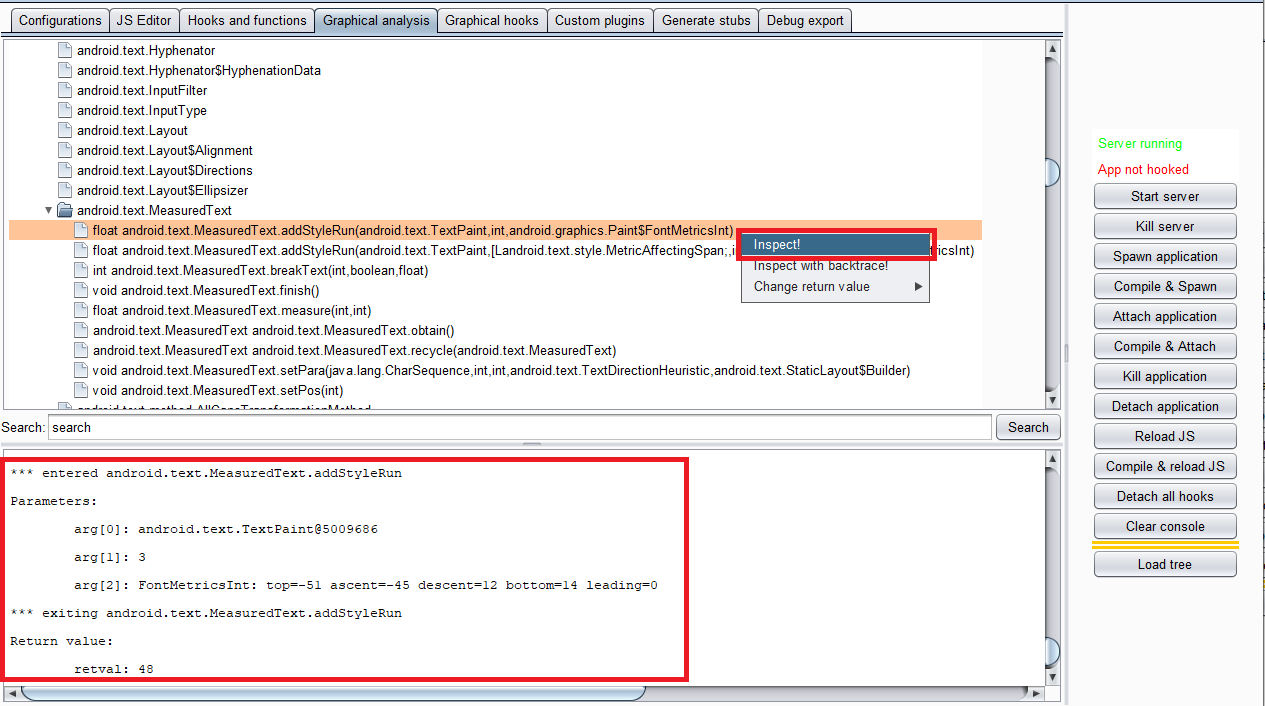 Configurations JS Editor Hooks and functions Graphical analysis Graphical hooks Custom plugins Generate stubs Debug export
android.text.Hyphenator
android.text.Hyphenator$HyphenationData
android.text.InputFilter
android.text.InputType
android.text.Layout
android.text.Layout$Alignment
android.text.Layout$Directions
android.text.Layout$Ellipsizer
android.text.MeasuredText
float android.text.MeasuredText.addStyleRun(android.text.TextPaint,int,android.graphics.Paint$FontMetricsInt)
float android.text.MeasuredText.addStyleRun(android.text.TextPaint,[Landroid.text.style.MetricAffectingSpan;,i
ricsInt)
int android.text.MeasuredText.breakText(int,boolean,float)
void android.text.MeasuredText.finish()
float android.text.MeasuredText.measure(int,int)
android.text.MeasuredText android.text.MeasuredText.obtain()
android.text.MeasuredText android.text.MeasuredText.recycle(android.text.MeasuredText)
void android.text.MeasuredText.setPara(java.lang.CharSequence,int,int,android.text.TextDirectionHeuristic,android.text.StaticLayout$Builder)
void android.text.MeasuredText.setPos(int)
android.text.method.AllCapsTransformationMethod
Inspect!
Inspect with backtrace!
Change return value
Search: search Search
*** entered android.text.MeasuredText.addStyleRun
Parameters:
arg[0]: android.text.TextPaint@5009686
arg[1]: 3
arg[2]: FontMetricsInt: top=-51 ascent=-45 descent=12 bottom=14 leading=0
*** exiting android.text.MeasuredText.addStyleRun
Return value:
retval: 48
Server running
App not hooked
Start server
Kill server
Spawn application
Compile & Spawn
Attach application
Compile & Attach
Kill application
Detach application
Reload JS
Compile & reload JS
Detach all hooks
Clear console
Load tree